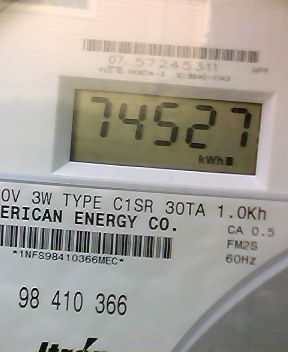 07 57245311
74527
kWh
0V 3W TYPE C1SR 30TA 1.0Kh
ERICAN ENERGY CO.
CA 0.5
FM2S
*1NFS98410366MEC*
60Hz
98 410 366
Itron